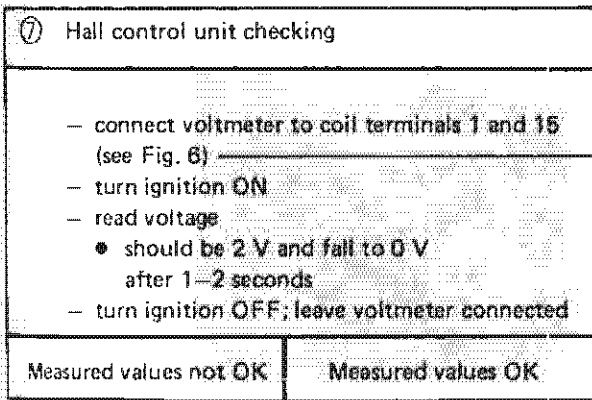 ⑦ Hall control unit checking
— connect voltmeter to coil terminals 1 and 15
(see Fig. 6)
— turn ignition ON
— read voltage
● should be 2 V and fall to 0 V
after 1–2 seconds
— turn ignition OFF; leave voltmeter connected
Measured values not OK
Measured values OK